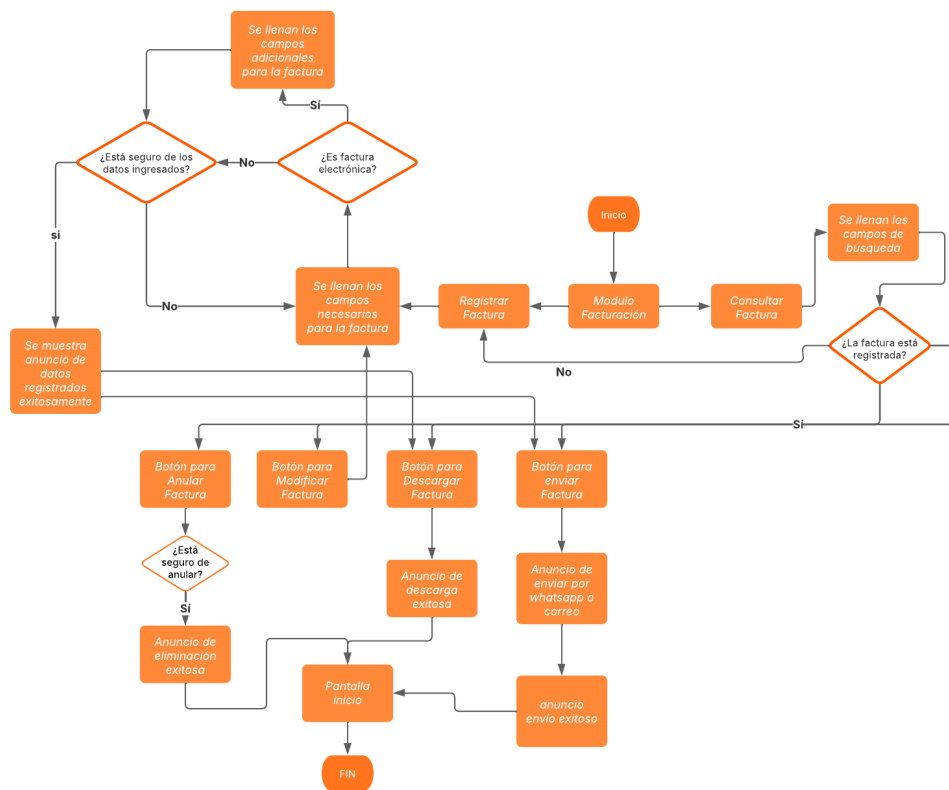 Se llenan los
campos
adicionales
para la factura
Sí
¿Está seguro de los
datos ingresados?
No
¿Es factura
electrónica?
si
Inicio
Se llenan los
campos de
búsqueda
No
Se llenan los
campos
necesarios
para la factura
Registrar
Factura
Modulo
Facturación
Consultar
Factura
Se muestra
anuncio de
datos
registrados
exitosamente
¿La factura está
registrada?
No
Sí
Botón para
Anular
Factura
Botón para
Modificar
Factura
Botón para
Descargar
Factura
Botón para
enviar
Factura
¿Está
seguro de
anular?
Sí
Anuncio de
descarga
exitosa
Anuncio de
enviar por
whatsapp o
correo
Anuncio de
eliminación
exitosa
Pantalla
inicio
anuncio
envío exitoso
FIN